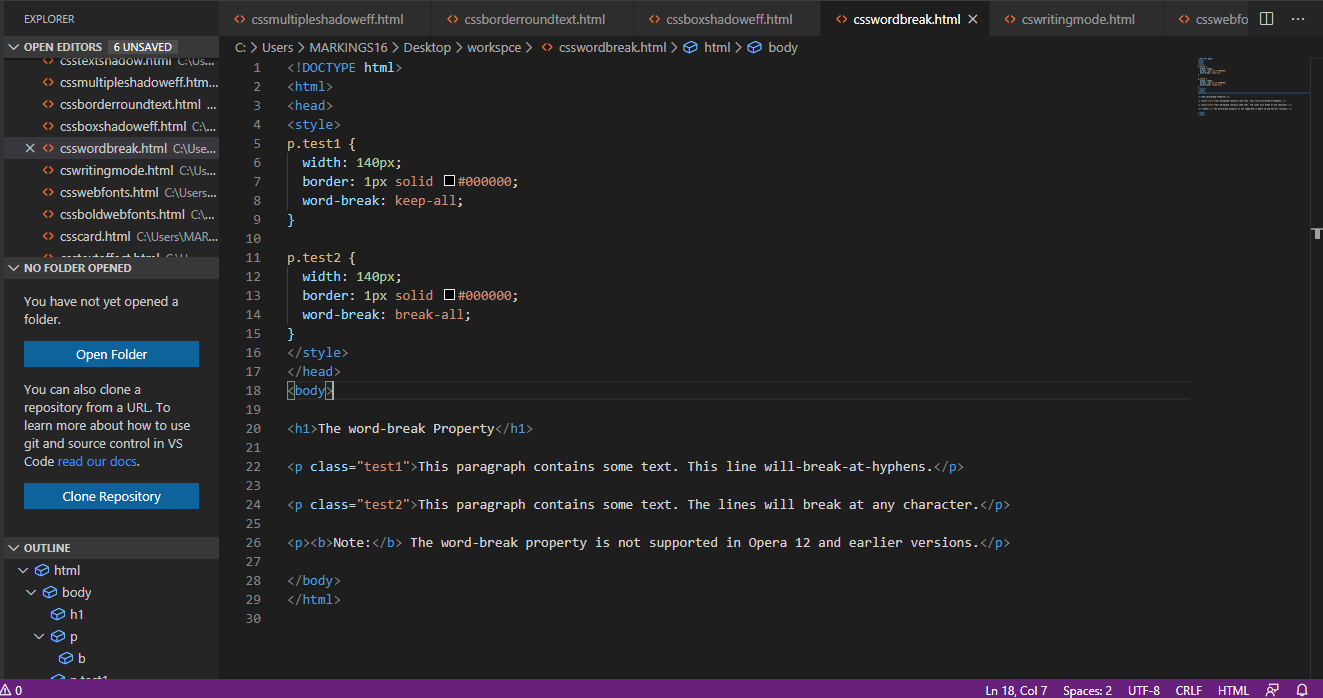 EXPLORER
OPEN EDITORS 6 UNSAVED
csstextshadow.html C:\Us...
cssmultipleshadoweff.htm...
cssborderroundtext.html ...
cssboxshadoweff.html C:\...
csswordbreak.html C:\Use...
cswritingmode.html C:\Us...
csswebfonts.html C:\Users...
cssboldwebfonts.html C:\...
csscard.html C:\Users\MAR...
csstexteffect.html C:\U...
NO FOLDER OPENED
You have not yet opened a
folder.
Open Folder
You can also clone a
repository from a URL. To
learn more about how to use
git and source control in VS
Code read our docs.
Clone Repository
OUTLINE
html
body
h1
p
b
p.test1
cssmultipleshadoweff.html cssborderroundtext.html cssboxshadoweff.html csswordbreak.html cswritingmode.html csswebfo
C: > Users > MARKINGS16 > Desktop > workspce > csswordbreak.html > html > body
1 <!DOCTYPE html>
2 <html>
3 <head>
4 <style>
5 p.test1 {
6 width: 140px;
7 border: 1px solid #000000;
8 word-break: keep-all;
9 }
10
11 p.test2 {
12 width: 140px;
13 border: 1px solid #000000;
14 word-break: break-all;
15 }
16 </style>
17 </head>
18 <body>
19
20 <h1>The word-break Property</h1>
21
22 <p class="test1">This paragraph contains some text. This line will-break-at-hyphens.</p>
23
24 <p class="test2">This paragraph contains some text. The lines will break at any character.</p>
25
26 <p><b>Note:</b> The word-break property is not supported in Opera 12 and earlier versions.</p>
27
28 </body>
29 </html>
30
0
Ln 18, Col 7 Spaces: 2 UTF-8 CRLF HTML